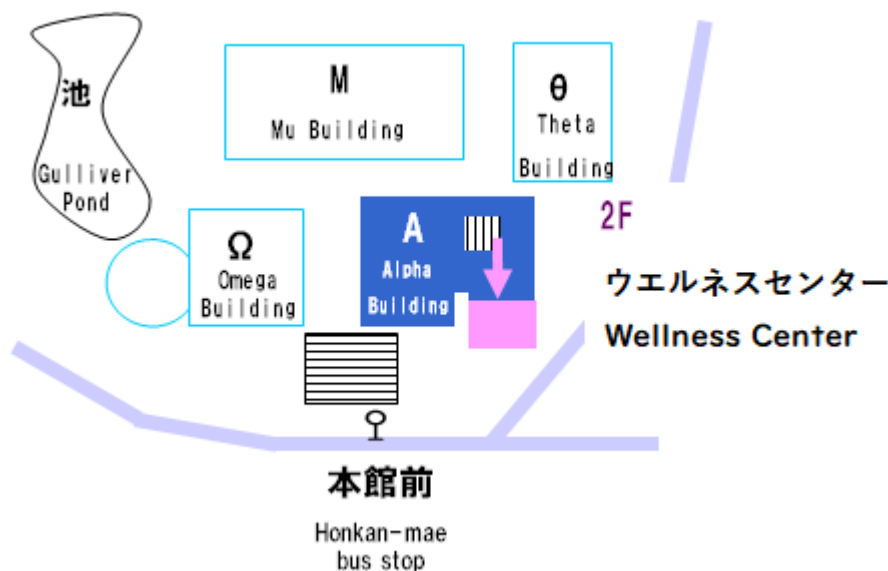 池
Gulliver
Pond
M
Mu Building
θ
Theta
Building
Ω
Omega
Building
A
Alpha
Building
2F
ウエルネスセンター
Wellness Center
本館前
Honkan-mae
bus stop